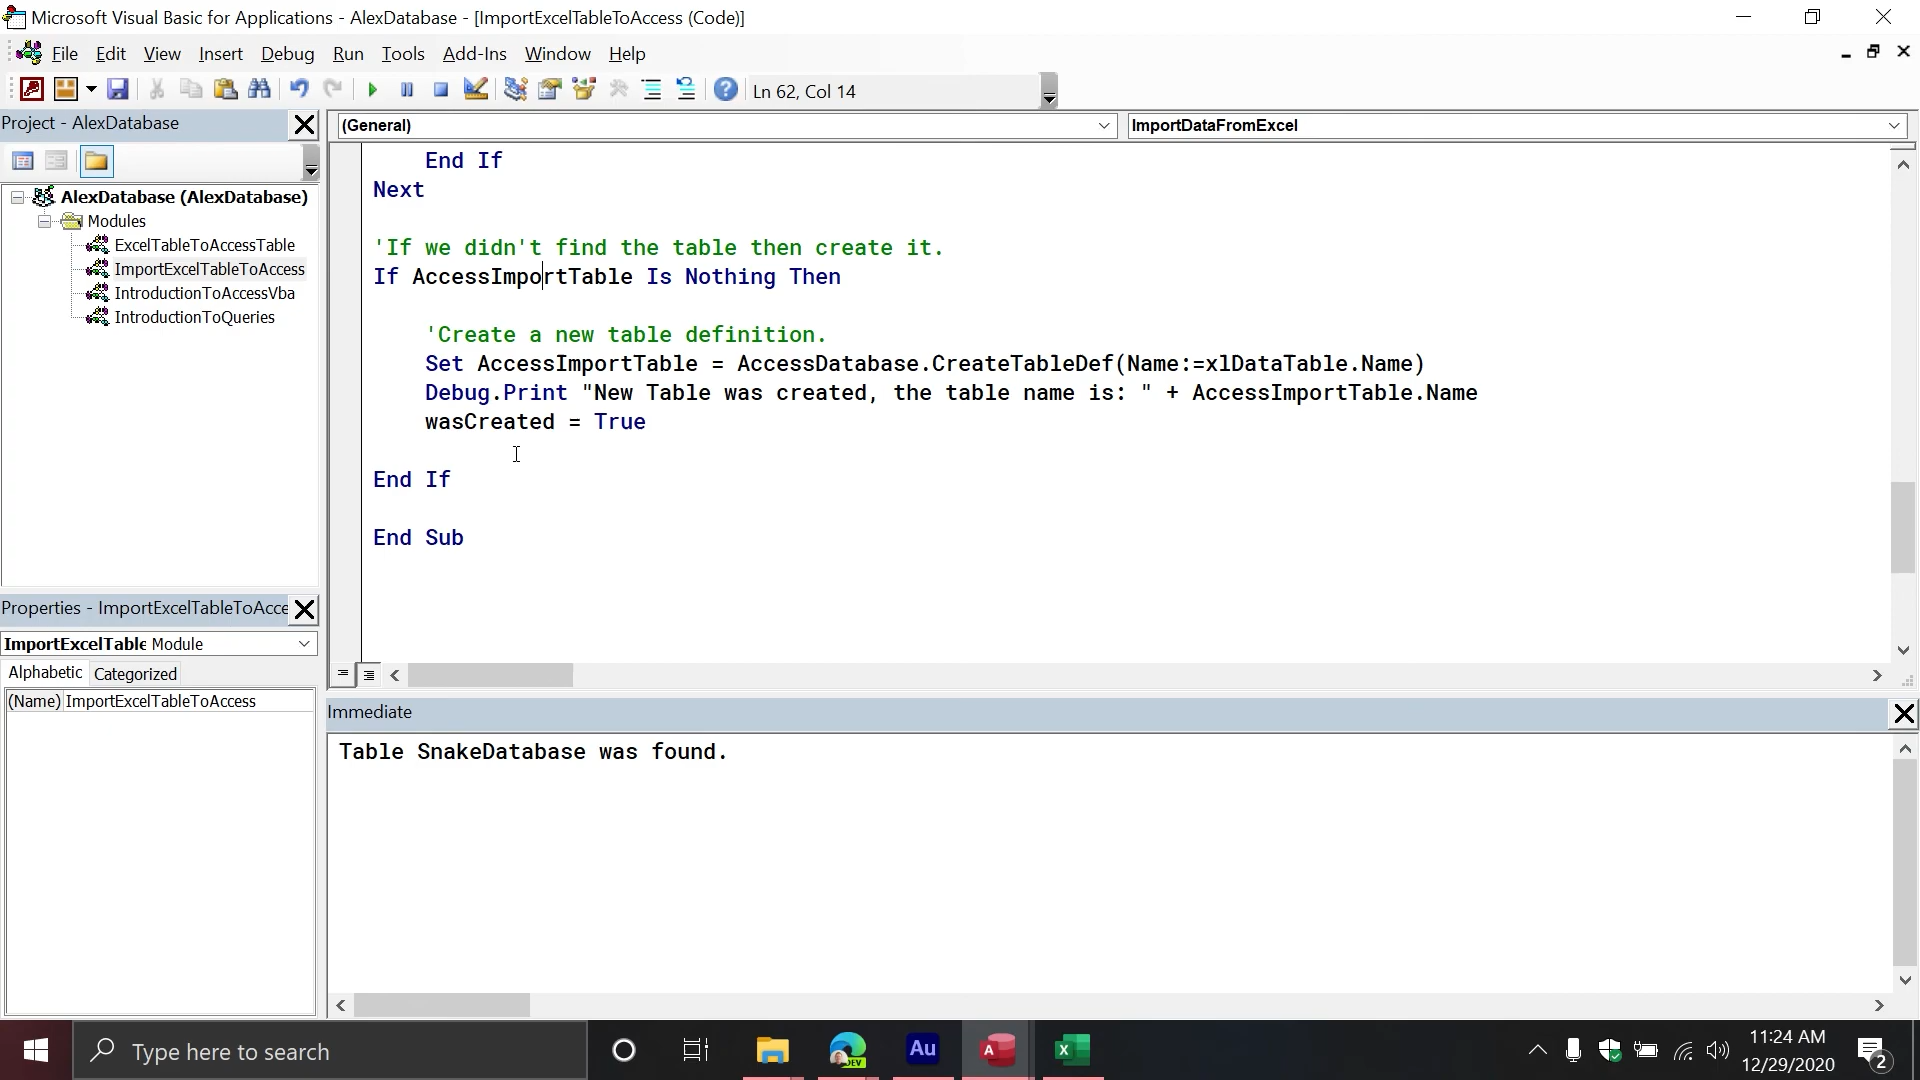 Microsoft Visual Basic for Applications - AlexDatabase - [ImportExcelTableToAccess (Code)]
File Edit View Insert Debug Run Tools Add-Ins Window Help
Ln 62, Col 14
Project - AlexDatabase
(General)
ImportDataFromExcel
AlexDatabase (AlexDatabase)
Modules
ExcelTableToAccessTable
ImportExcelTableToAccess
IntroductionToAccessVba
IntroductionToQueries
End If
Next
'If we didn't find the table then create it.
If AccessImportTable Is Nothing Then
'Create a new table definition.
Set AccessImportTable = AccessDatabase.CreateTableDef(Name:=xlDataTable.Name)
Debug.Print "New Table was created, the table name is: " + AccessImportTable.Name
wasCreated = True
End If
End Sub
Properties - ImportExcelTableToAcce
ImportExcelTable Module
Alphabetic Categorized
(Name) ImportExcelTableToAccess
Immediate
Table SnakeDatabase was found.
Type here to search
DEV
Au
A
X
11:24 AM
12/29/2020
2